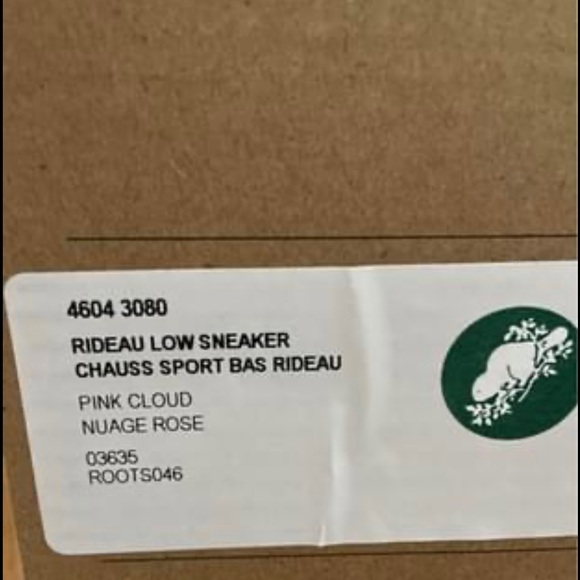 4604 3080
RIDEAU LOW SNEAKER
CHAUSS SPORT BAS RIDEAU
PINK CLOUD
NUAGE ROSE
03635
ROOTS046